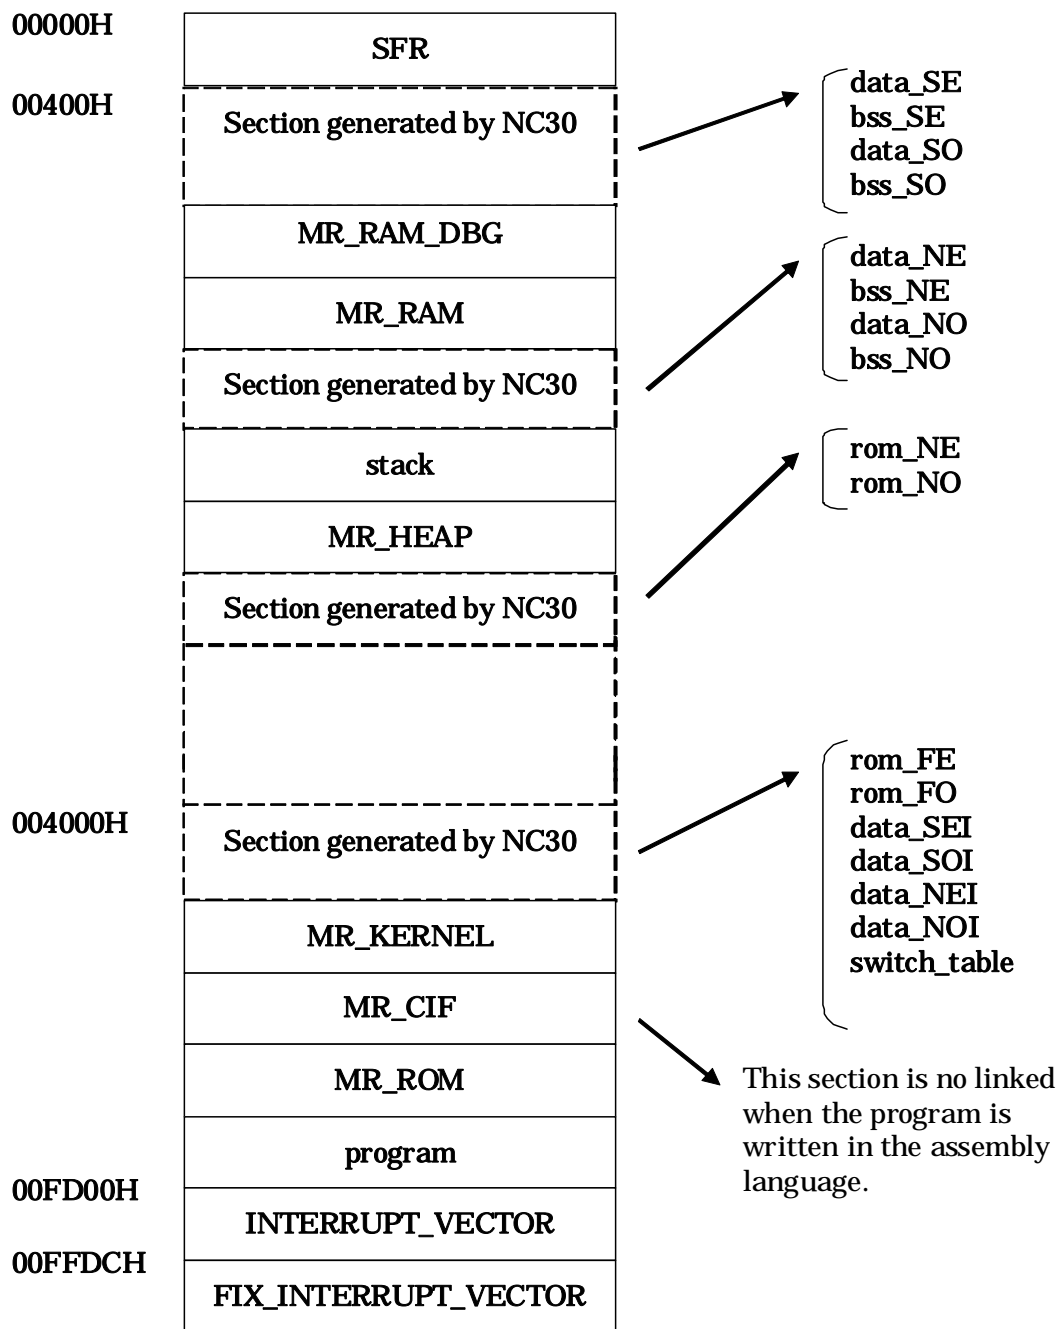 00000H
SFR
00400H
Section generated by NC30
data_SE
bss_SE
data_SO
bss_SO
MR_RAM_DBG
data_NE
bss_NE
data_NO
bss_NO
MR_RAM
Section generated by NC30
stack
rom_NE
rom_NO
MR_HEAP
Section generated by NC30
004000H
Section generated by NC30
rom_FE
rom_FO
data_SEI
data_SOI
data_NEI
data_NOI
switch_table
MR_KERNEL
MR_CIF
This section is no linked
when the program is
written in the assembly
language.
MR_ROM
program
00FD00H
INTERRUPT_VECTOR
00FFDCH
FIX_INTERRUPT_VECTOR